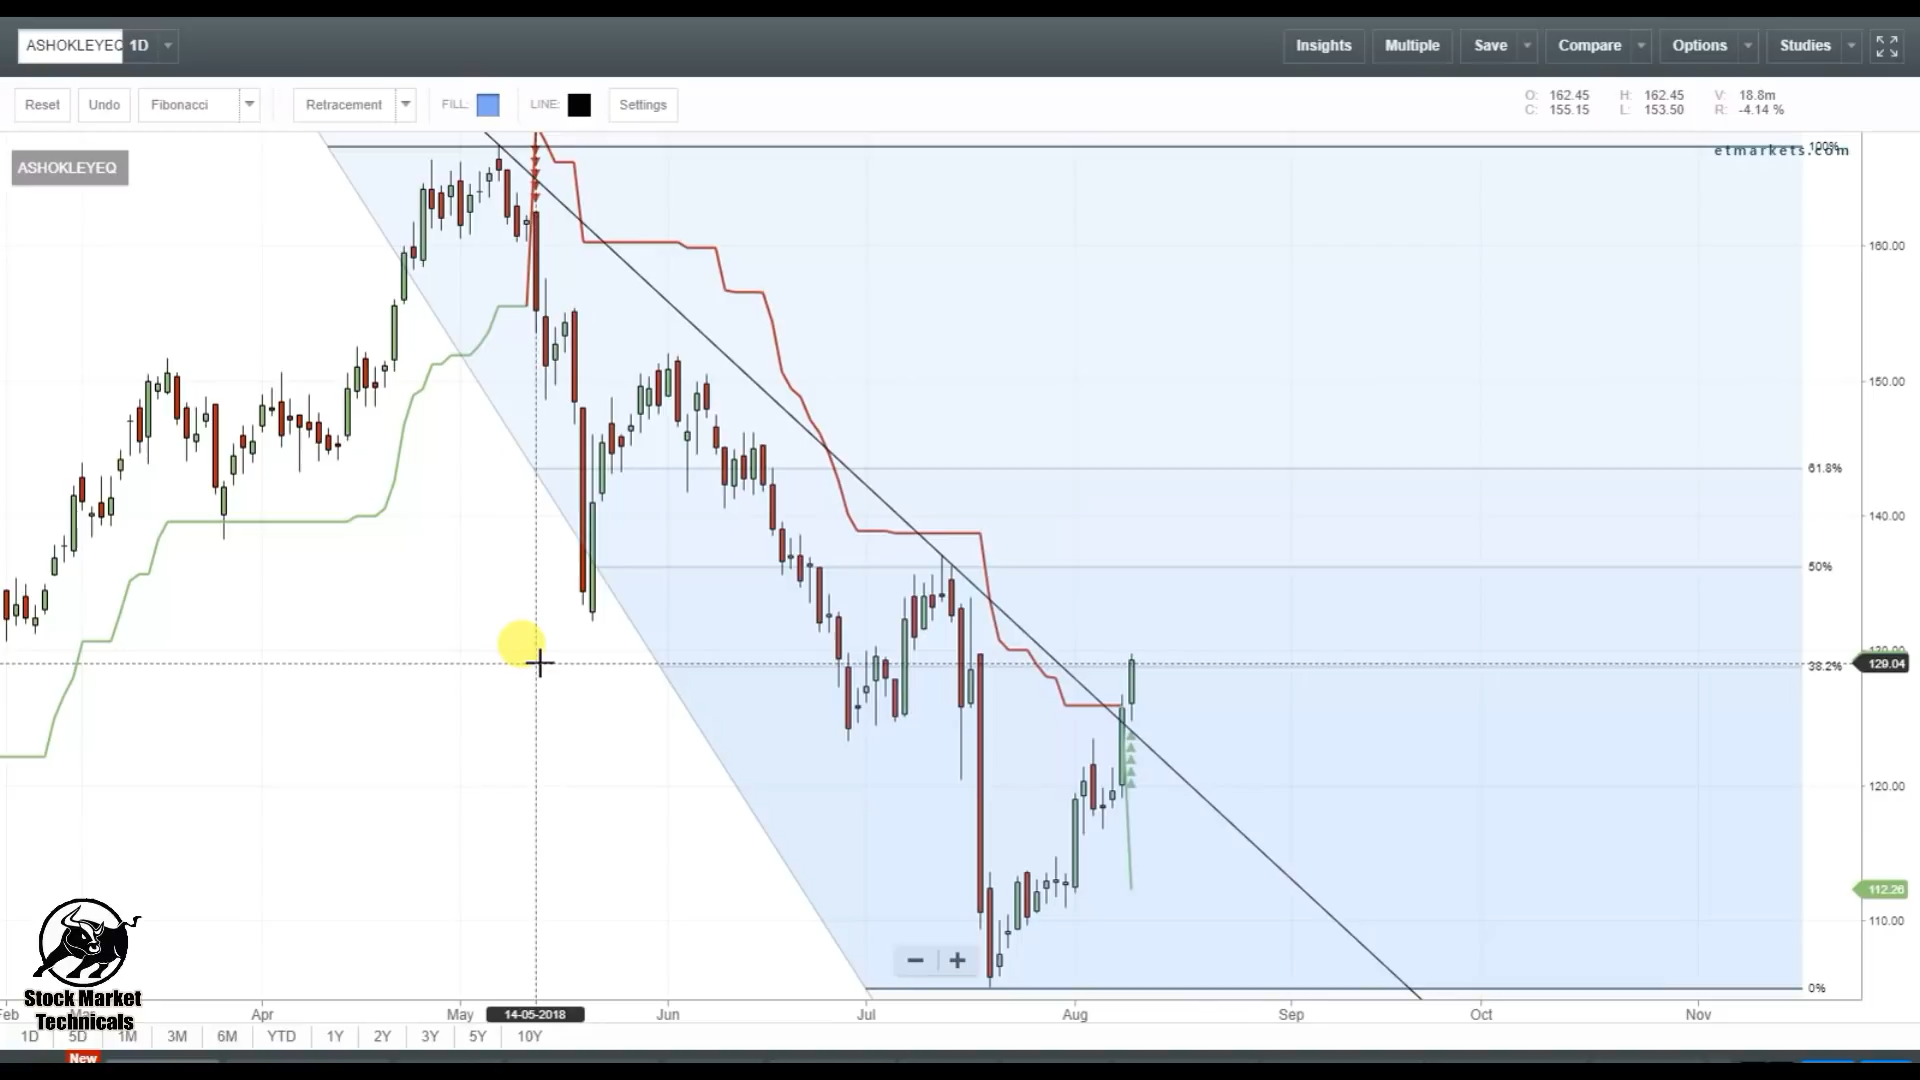 ASHOKLEYEQ 1D Insights Multiple Save Compare Options Studies
Reset Undo Fibonacci Retracement FILL: LINE: Settings
O: 162.45 H: 162.45 V: 18.8m
C: 155.15 L: 153.50 R: -4.14 %
ASHOKLEYEQ
etmarkets.com
100%
160.00
150.00
61.8%
140.00
50%
38.2%
129.04
120.00
112.26
110.00
0%
Stock Market
Technicals
Feb Apr May 14-05-2018 Jun Jul Aug Sep Oct Nov
1D 5D 1M 3M 6M YTD 1Y 2Y 3Y 5Y 10Y
New